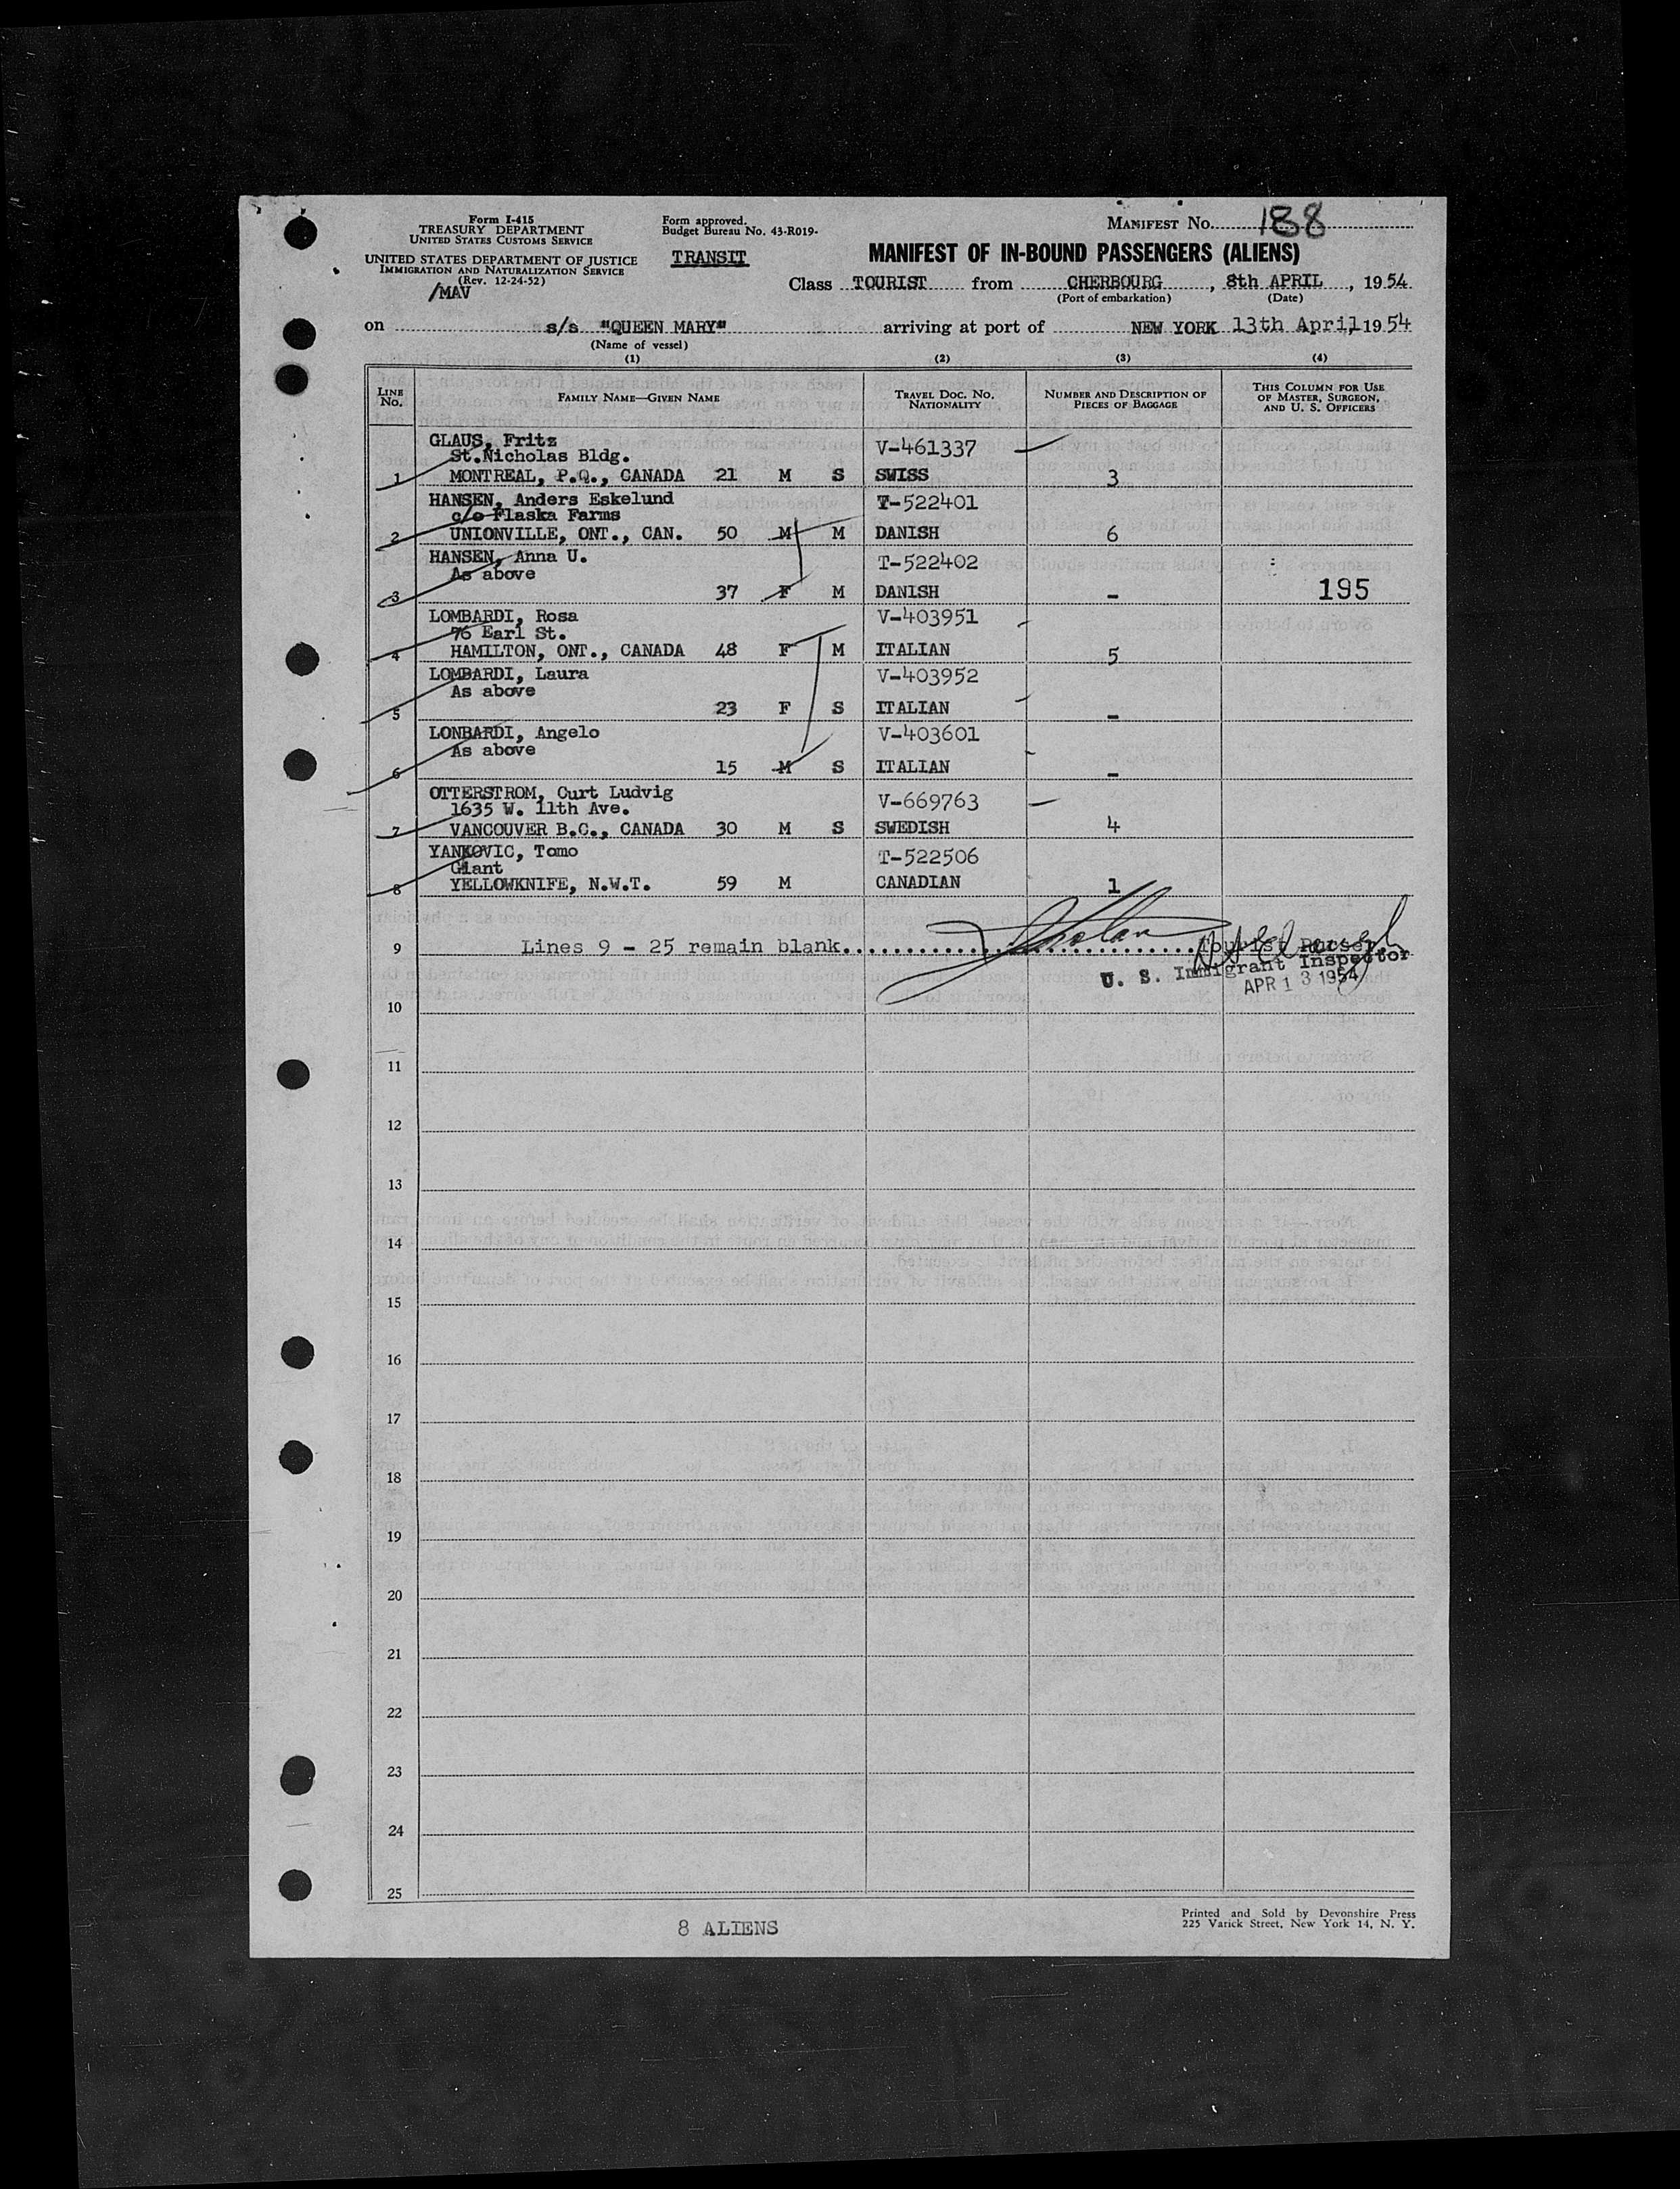 Form I-415
TREASURY DEPARTMENT
UNITED STATES CUSTOMS SERVICE
UNITED STATES DEPARTMENT OF JUSTICE
IMMIGRATION AND NATURALIZATION SERVICE
(Rev. 12-24-52)
/MAV
Form approved.
Budget Bureau No. 43-R019-
TRANSIT
MANIFEST No. 188
MANIFEST OF IN-BOUND PASSENGERS (ALIENS)
Class TOURIST from CHERBOURG, 8th APRIL, 1954
(Port of embarkation) (Date)
on s/s "QUEEN MARY" arriving at port of NEW YORK 13th April, 1954
(Name of vessel)
(1) (2) (3) (4)
LINE No. FAMILY NAME—GIVEN NAME TRAVEL DOC. No. NATIONALITY NUMBER AND DESCRIPTION OF PIECES OF BAGGAGE THIS COLUMN FOR USE OF MASTER, SURGEON, AND U. S. OFFICERS
GLAUS, Fritz V-461337
St.Nicholas Bldg.
1 MONTREAL, P.Q., CANADA 21 M S SWISS 3
HANSEN, Anders Eskelund T-522401
c/o Flaska Farms
2 UNIONVILLE, ONT., CAN. 50 M M DANISH 6
HANSEN, Anna U. T-522402
As above
3 37 F M DANISH - 195
LOMBARDI, Rosa V-403951
76 Earl St.
4 HAMILTON, ONT., CANADA 48 F M ITALIAN 5
LOMBARDI, Laura V-403952
As above
5 23 F S ITALIAN -
LONBARDI, Angelo V-403601
As above
6 15 M S ITALIAN -
OTTERSTROM, Curt Ludvig V-669763
1635 W. 11th Ave.
7 VANCOUVER B.C., CANADA 30 M S SWEDISH 4
YANKOVIC, Tomo T-522506
Giant
8 YELLOWKNIFE, N.W.T. 59 M CANADIAN 1
9 Lines 9 - 25 remain blank. Tourist Purser.
U. S. Immigrant Inspector
APR 13 1954
10
11
12
13
14
15
16
17
18
19
20
21
22
23
24
25
8 ALIENS
Printed and Sold by Devonshire Press
225 Varick Street, New York 14, N. Y.